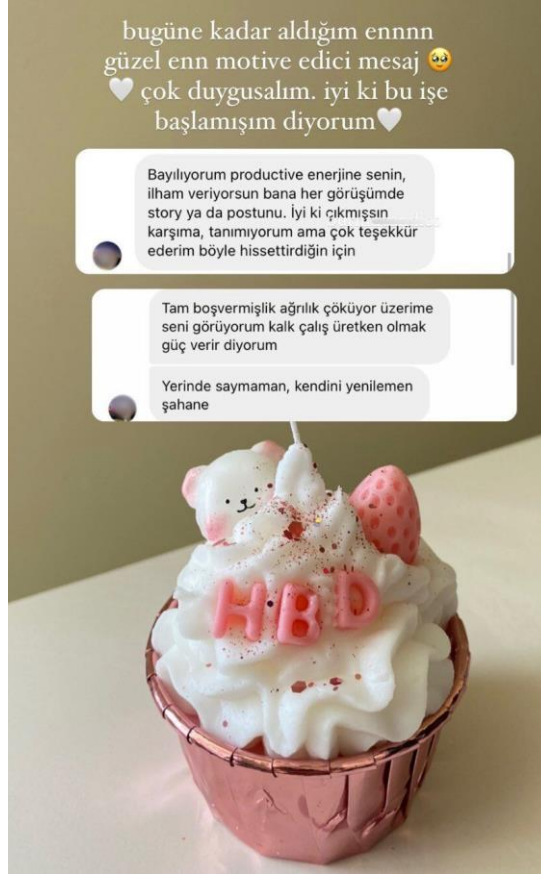 bugüne kadar aldığım ennnn
güzel enn motive edici mesaj 🥹
🤍 çok duygusalım. iyi ki bu işe
başlamışım diyorum🤍
Bayılıyorum productive enerjine senin,
ilham veriyorsun bana her görüşümde
story ya da postunu. İyi ki çıkmışsın
karşıma, tanımıyorum ama çok teşekkür
ederim böyle hissettirdiğin için
Tam boşvermişlik ağrılık çöküyor üzerime
seni görüyorum kalk çalış üretken olmak
güç verir diyorum
Yerinde saymaman, kendini yenilemen
şahane
HBD